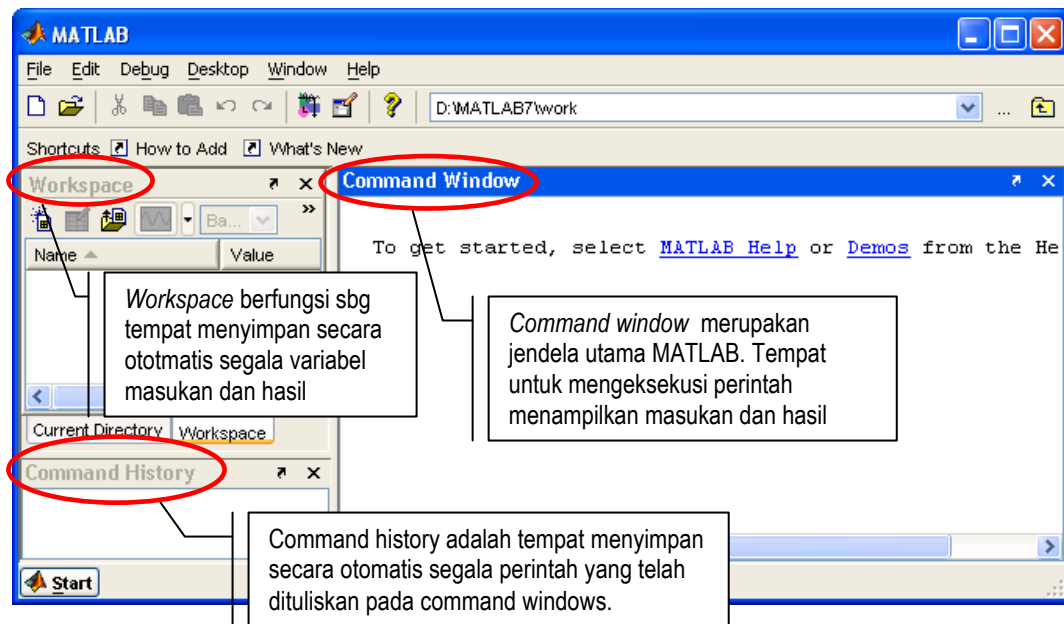 MATLAB
File Edit Debug Desktop Window Help
D:\MATLAB7\work
...
Shortcuts How to Add What's New
Workspace
Command Window
Ba...
Name Value
To get started, select MATLAB Help or Demos from the He
Workspace berfungsi sbg
tempat menyimpan secara
ototmatis segala variabel
masukan dan hasil
Command window merupakan
jendela utama MATLAB. Tempat
untuk mengeksekusi perintah
menampilkan masukan dan hasil
Current Directory Workspace
Command History
Command history adalah tempat menyimpan
secara otomatis segala perintah yang telah
dituliskan pada command windows.
Start